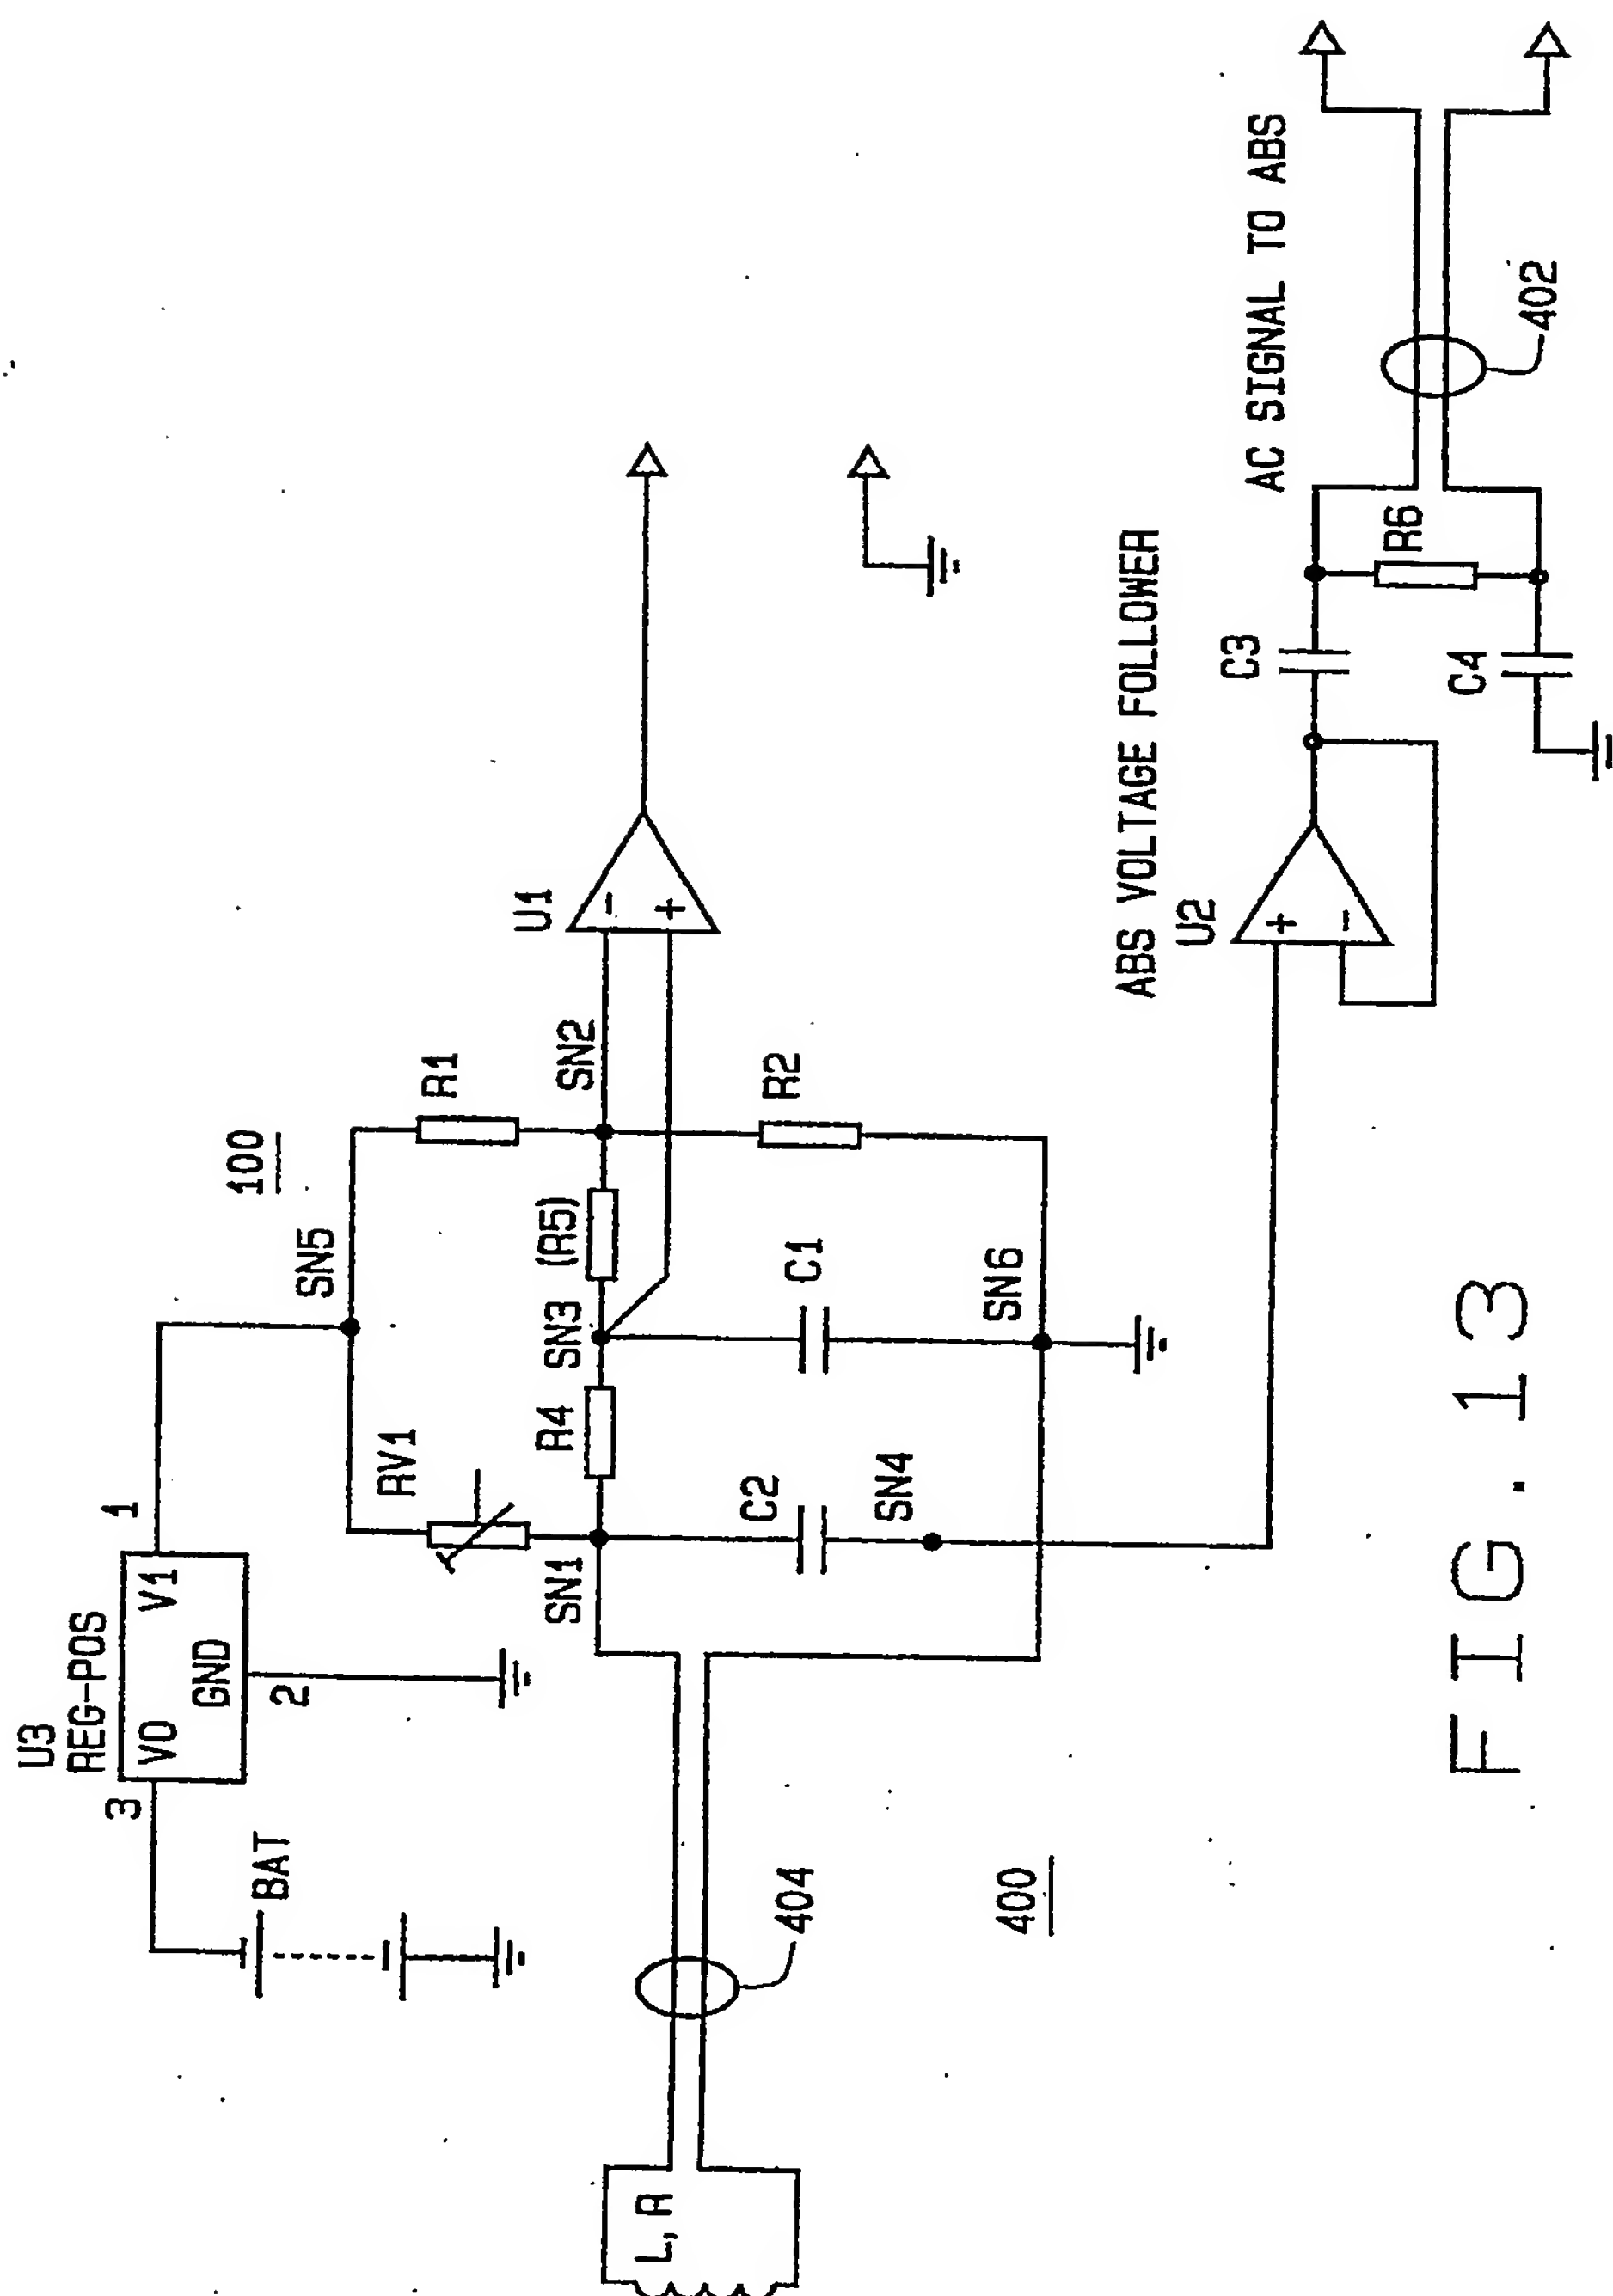 U3
REG-POS
3
VO
V1
1
GND
2
BAT
SN5
100
RV1
R1
SN1
R4
SN3
(R5)
SN2
U1
-
+
C2
C1
R2
SN4
SN6
L, R
404
400
ABS VOLTAGE FOLLOWER
U2
+
-
C3
C4
R6
AC SIGNAL TO ABS
402
FIG. 13